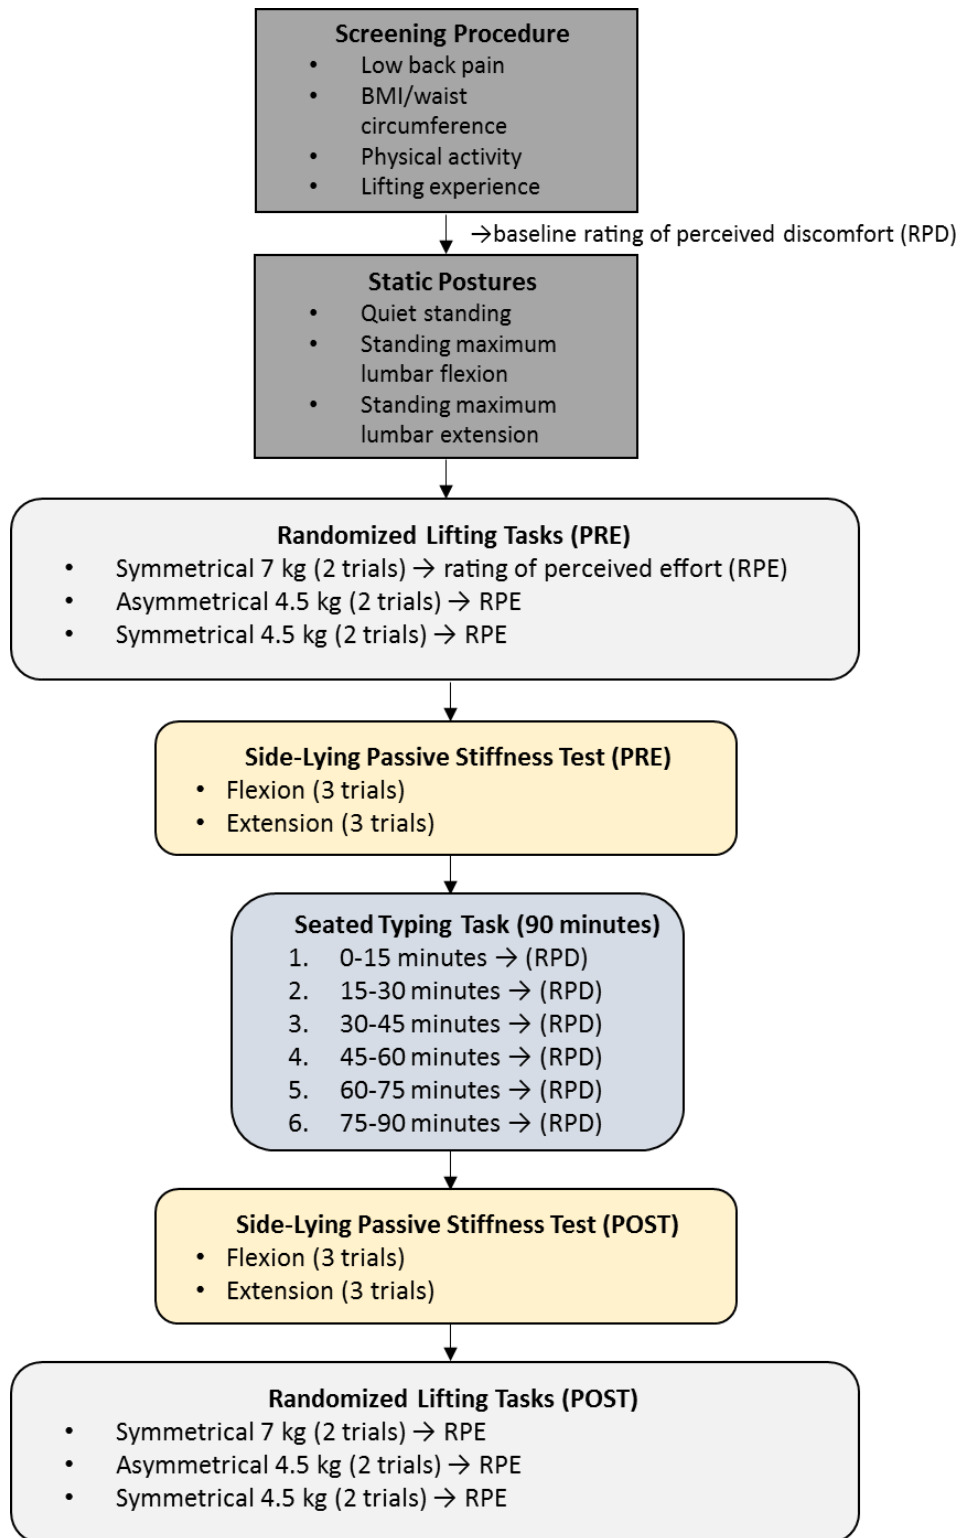 Screening Procedure
• Low back pain
• BMI/waist
circumference
• Physical activity
• Lifting experience
→baseline rating of perceived discomfort (RPD)
Static Postures
• Quiet standing
• Standing maximum
lumbar flexion
• Standing maximum
lumbar extension
Randomized Lifting Tasks (PRE)
• Symmetrical 7 kg (2 trials) → rating of perceived effort (RPE)
• Asymmetrical 4.5 kg (2 trials) → RPE
• Symmetrical 4.5 kg (2 trials) → RPE
Side-Lying Passive Stiffness Test (PRE)
• Flexion (3 trials)
• Extension (3 trials)
Seated Typing Task (90 minutes)
1. 0-15 minutes → (RPD)
2. 15-30 minutes → (RPD)
3. 30-45 minutes → (RPD)
4. 45-60 minutes → (RPD)
5. 60-75 minutes → (RPD)
6. 75-90 minutes → (RPD)
Side-Lying Passive Stiffness Test (POST)
• Flexion (3 trials)
• Extension (3 trials)
Randomized Lifting Tasks (POST)
• Symmetrical 7 kg (2 trials) → RPE
• Asymmetrical 4.5 kg (2 trials) → RPE
• Symmetrical 4.5 kg (2 trials) → RPE